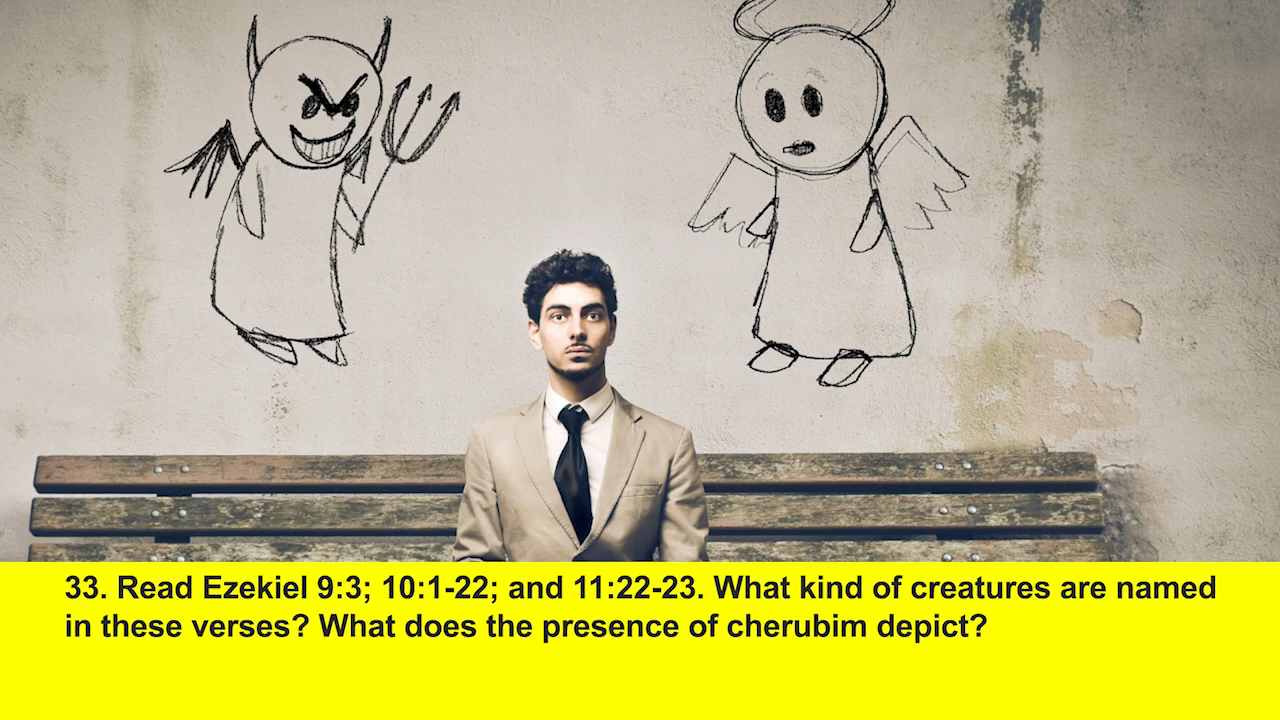 33. Read Ezekiel 9:3; 10:1-22; and 11:22-23. What kind of creatures are named
in these verses? What does the presence of cherubim depict?